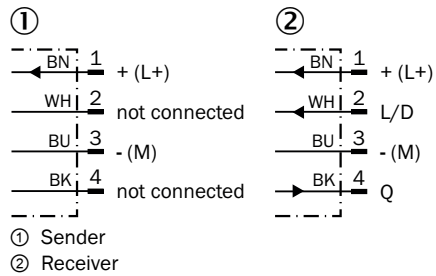 ① ②
BN 1 + (L+) BN 1 + (L+)
WH 2 not connected WH 2 L/D
BU 3 - (M) BU 3 - (M)
BK 4 not connected BK 4 Q
① Sender
② Receiver